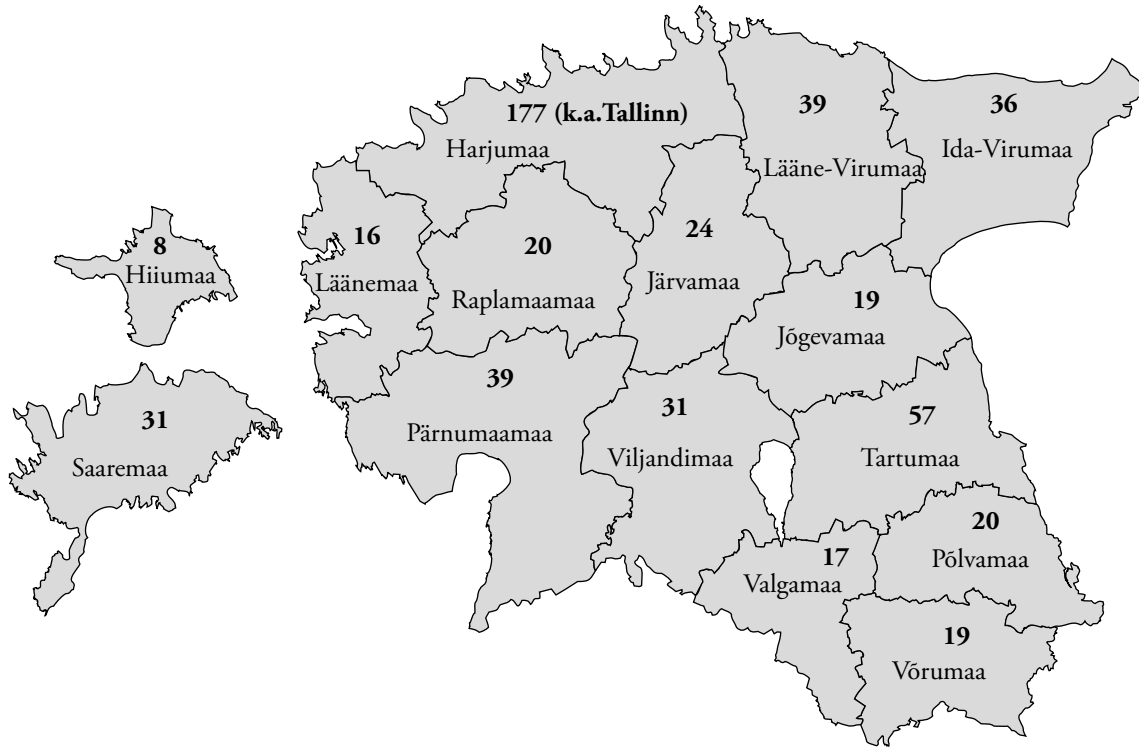 177 (k.a.Tallinn)
Harjumaa
39
Lääne-Virumaa
36
Ida-Virumaa
8
Hiiumaa
16
Läänemaa
20
Raplamaamaa
24
Järvamaa
19
Jógevamaa
31
Saaremaa
39
Pärnumaamaa
31
Viljandimaa
57
Tartumaa
17
Valgamaa
20
Põlvamaa
19
Võrumaa